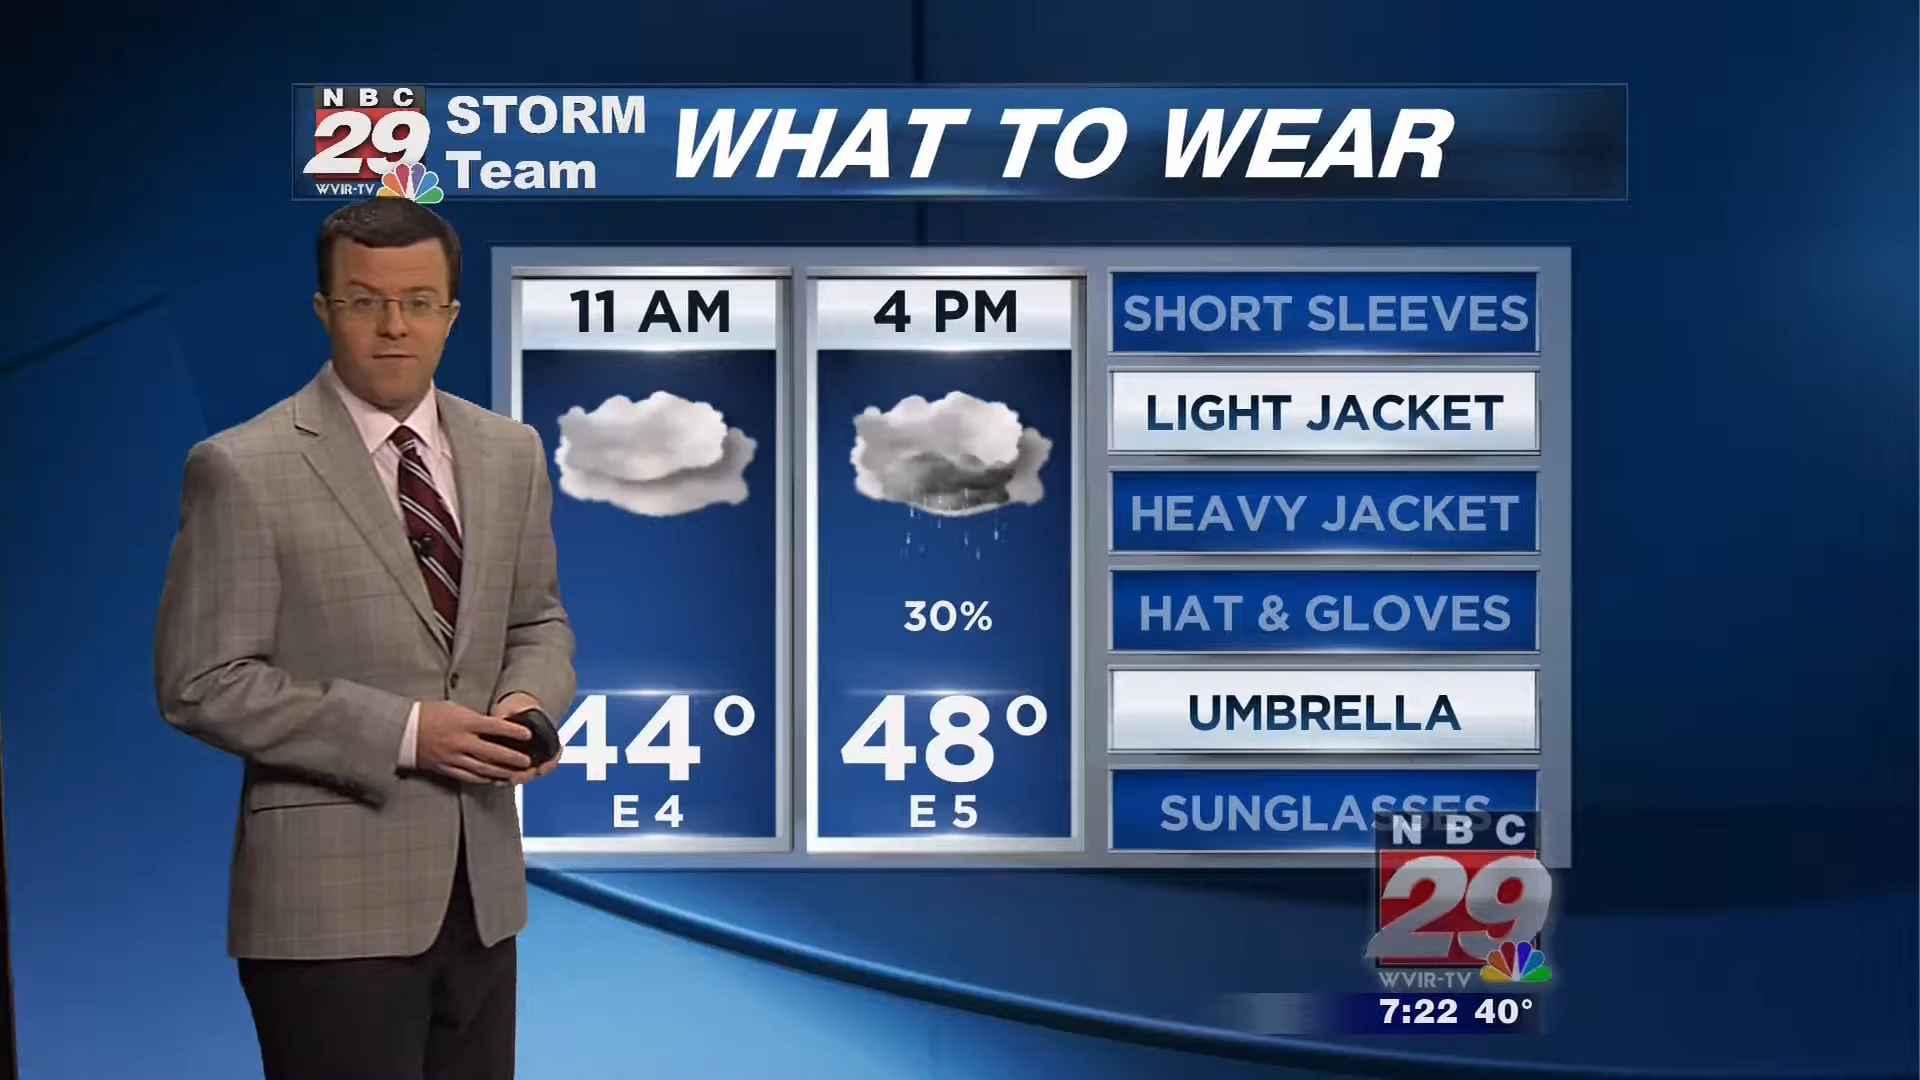 NBC
29
WVIR-TV
STORM
Team
WHAT TO WEAR
11 AM
44°
E 4
4 PM
30%
48°
E 5
SHORT SLEEVES
LIGHT JACKET
HEAVY JACKET
HAT & GLOVES
UMBRELLA
SUNGLASSES
NBC
29
WVIR-TV
7:22 40°